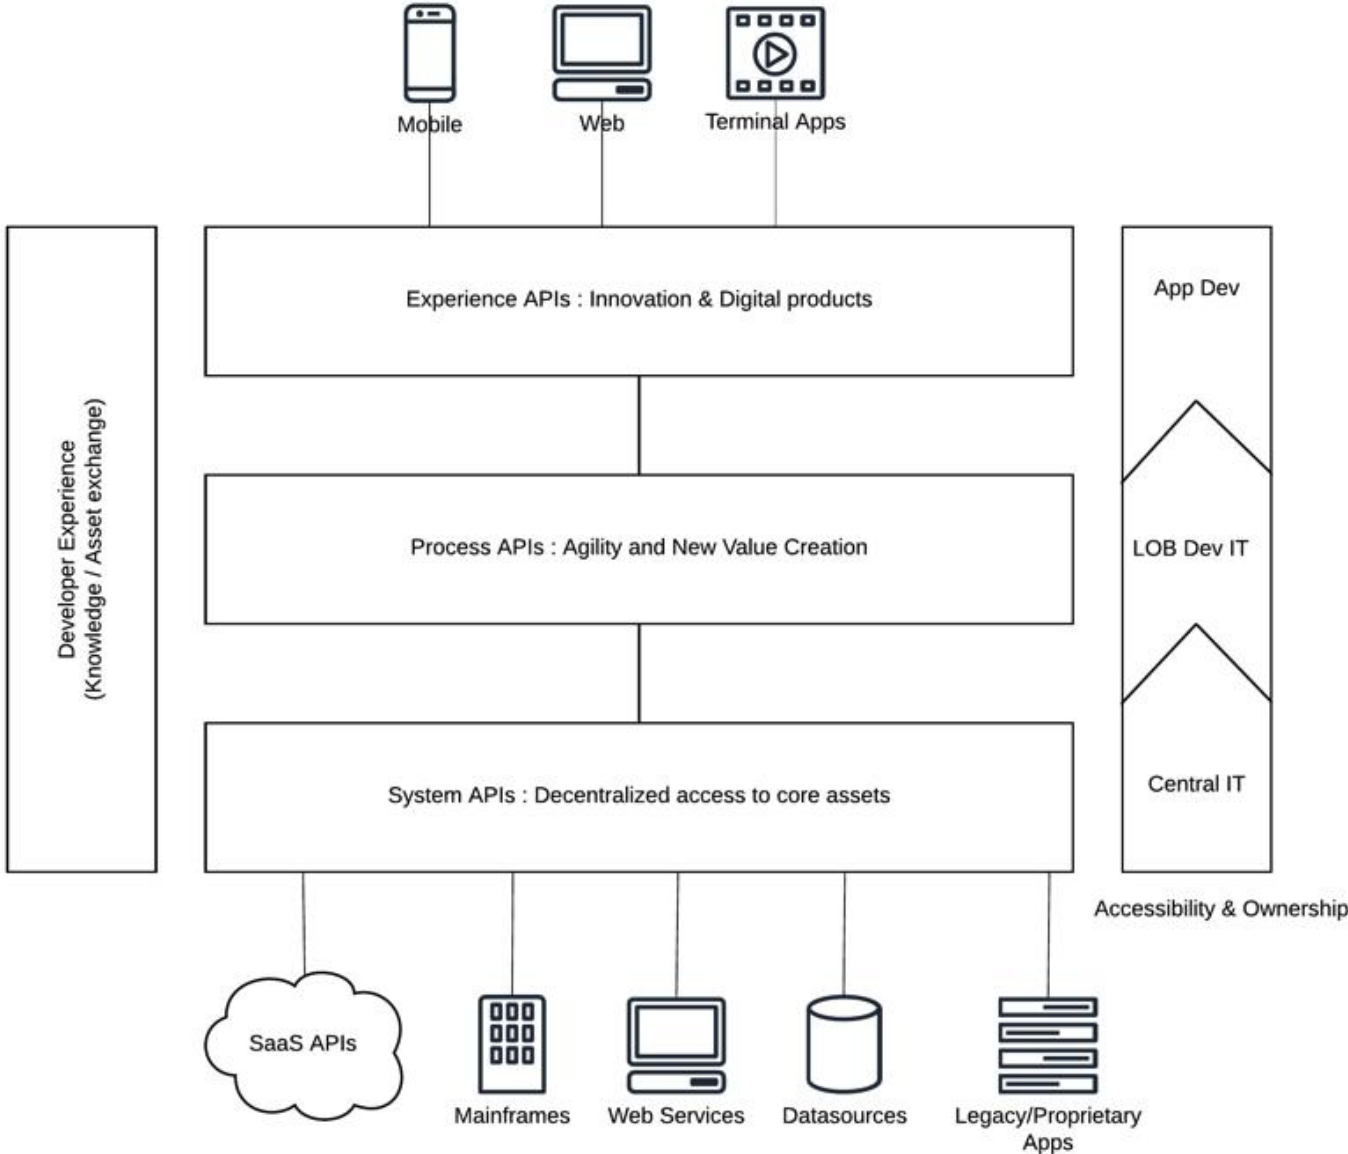 Mobile
Web
Terminal Apps
Developer Experience
(Knowledge / Asset exchange)
Experience APIs : Innovation & Digital products
App Dev
Process APIs : Agility and New Value Creation
LOB Dev IT
System APIs : Decentralized access to core assets
Central IT
Accessibility & Ownership
SaaS APIs
Mainframes
Web Services
Datasources
Legacy/Proprietary
Apps